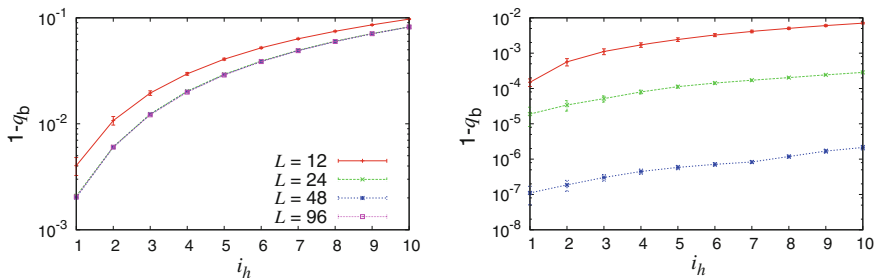 10⁻¹
10⁻²
10⁻³
1-q_b
L = 12
L = 24
L = 48
L = 96
1 2 3 4 5 6 7 8 9 10
i_h
10⁻²
10⁻³
10⁻⁴
10⁻⁵
10⁻⁶
10⁻⁷
10⁻⁸
1-q_b
1 2 3 4 5 6 7 8 9 10
i_h